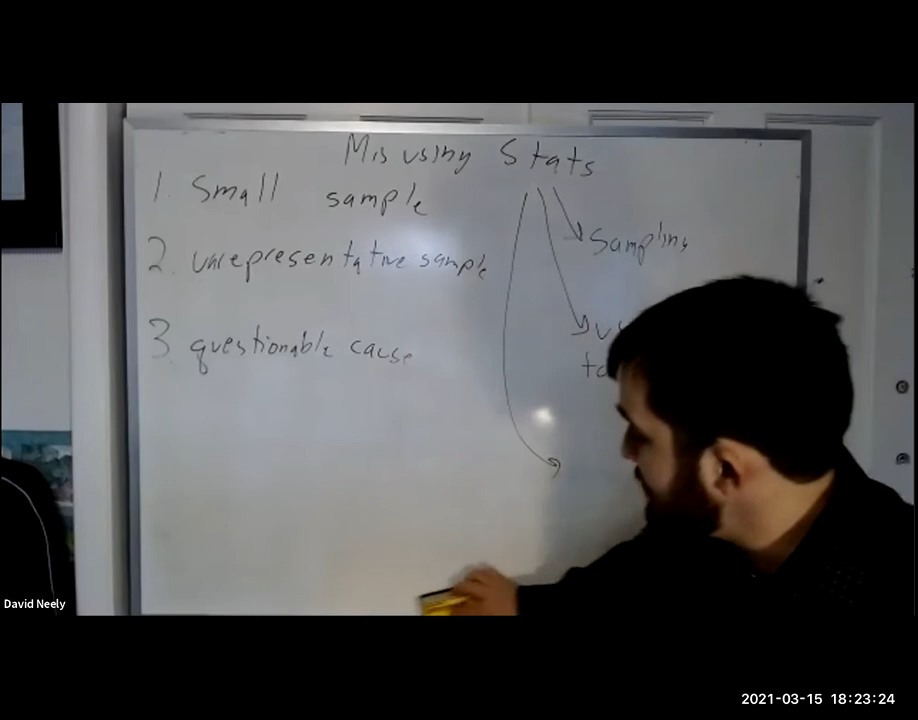 Misusing Stats
1. Small sample
2. unrepresentative sample
3. questionable cause
Sampling
David Neely
2021-03-15 18:23:24